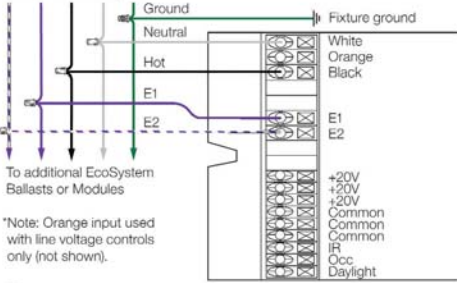 Ground
Fixture ground
Neutral
White
Orange
Hot
Black
E1
E1
E2
E2
To additional EcoSystem
Ballasts or Modules
+20V
+20V
+20V
Common
Common
Common
IR
Occ
Daylight
*Note: Orange input used
with line voltage controls
only (not shown).